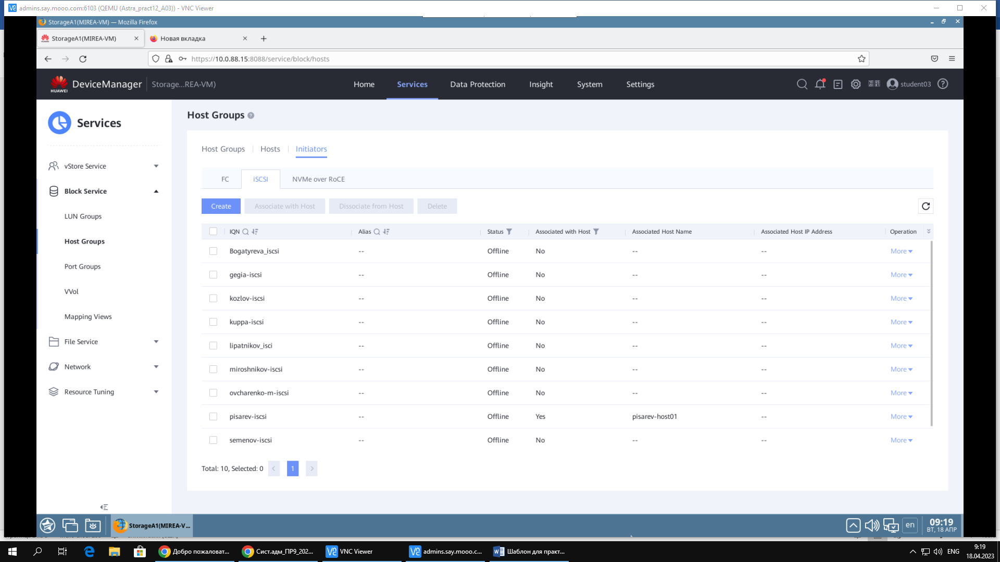 admins.say.mooo.com:6103 (QEMU (Astra_pract12_A03)) - VNC Viewer
StorageA1(MIREA-VM) — Mozilla Firefox
StorageA1(MIREA-VM)
Новая вкладка
https://10.0.88.15:8088/service/block/hosts
HUAWEI
DeviceManager
Storage...REA-VM)
Home
Services
Data Protection
Insight
System
Settings
student03
Services
vStore Service
Block Service
LUN Groups
Host Groups
Port Groups
VVol
Mapping Views
File Service
Network
Resource Tuning
Host Groups
Host Groups
Hosts
Initiators
FC
iSCSI
NVMe over RoCE
Create
Associate with Host
Dissociate from Host
Delete
IQN Alias Status Associated with Host Associated Host Name Associated Host IP Address Operation
Bogatyreva_iscsi -- Offline No -- -- More
gegia-iscsi -- Offline No -- -- More
kozlov-iscsi -- Offline No -- -- More
kuppa-iscsi -- Offline No -- -- More
lipatnikov_isci -- Offline No -- -- More
miroshnikov-iscsi -- Offline No -- -- More
ovcharenko-m-iscsi -- Offline No -- -- More
pisarev-iscsi -- Offline Yes pisarev-host01 -- More
semenov-iscsi -- Offline No -- -- More
Total: 10, Selected: 0
1
StorageA1(MIREA-V...
en
09:19
ВТ, 18 АПР
Добро пожаловат...
Сист.адм_ПР9_202...
VNC Viewer
admins.say.mooo.c...
Шаблон для практ...
ENG
9:19
18.04.2023